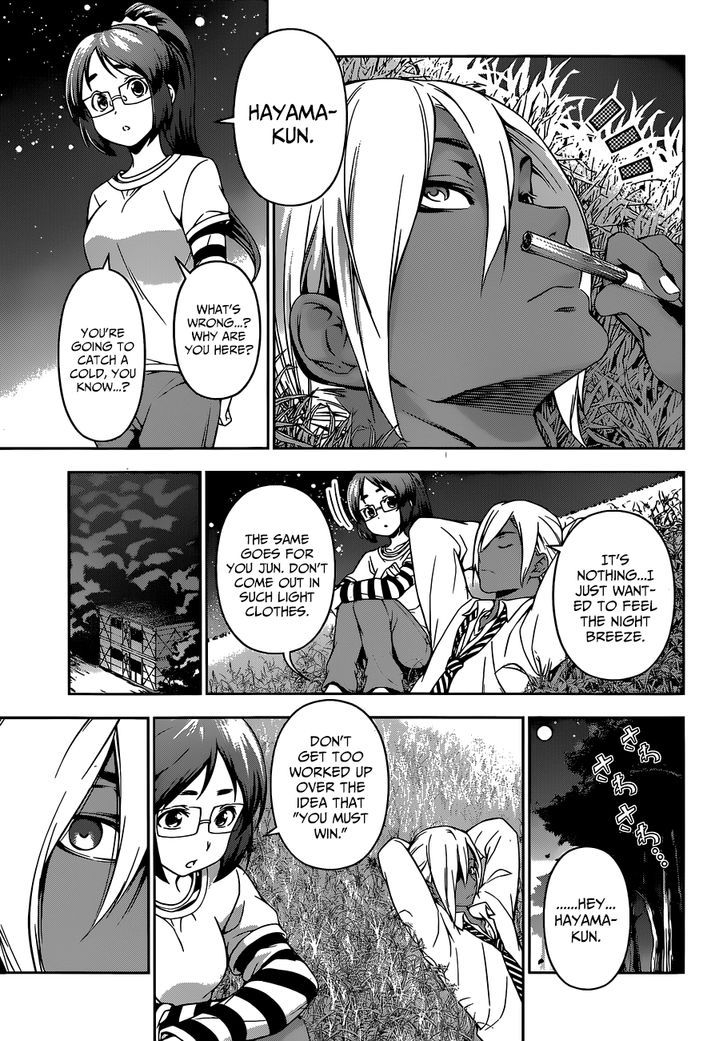 HAYAMA-
KUN.
WHAT'S
WRONG...?
WHY ARE
YOU HERE?
YOU'RE
GOING TO
CATCH A
COLD, YOU
KNOW...?
IT'S
NOTHING...I
JUST WANT-
ED TO FEEL
THE NIGHT
BREEZE.
THE SAME
GOES FOR
YOU JUN. DON'T
COME OUT IN
SUCH LIGHT
CLOTHES.
さわ
さわさわ...
......HEY...
HAYAMA-
KUN.
DON'T
GET TOO
WORKED UP
OVER THE
IDEA THAT
"YOU MUST
WIN."